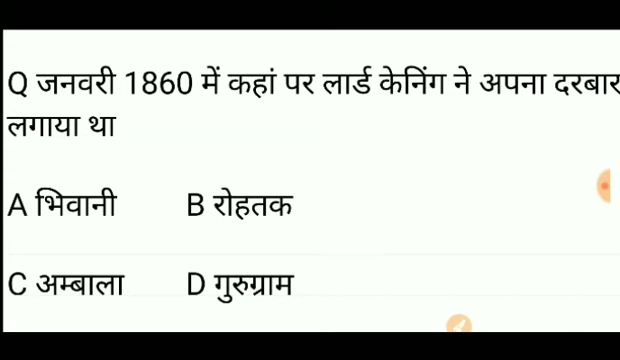 Q जनवरी 1860 में कहां पर लार्ड केनिंग ने अपना दरबार
लगाया था
A भिवानी B रोहतक
C अम्बाला D गुरुग्राम